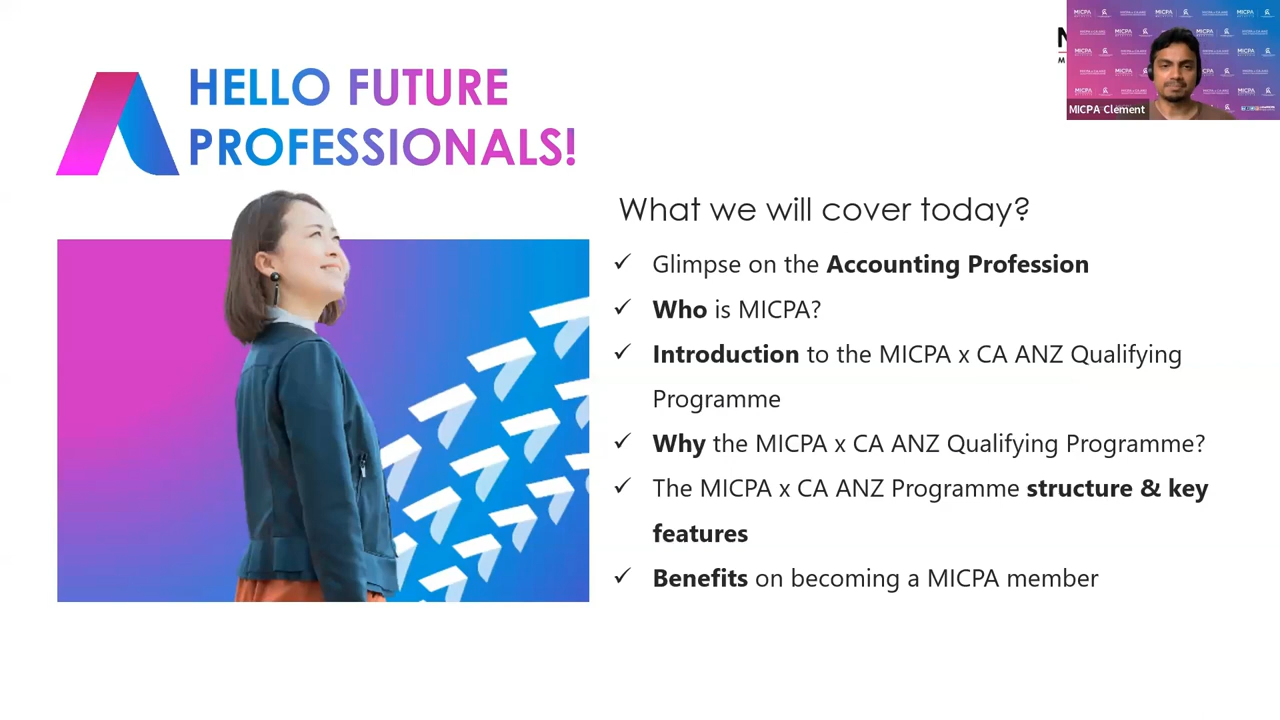 HELLO FUTURE
PROFESSIONALS!
MICPA Clement
What we will cover today?
✓ Glimpse on the Accounting Profession
✓ Who is MICPA?
✓ Introduction to the MICPA x CA ANZ Qualifying
Programme
✓ Why the MICPA x CA ANZ Qualifying Programme?
✓ The MICPA x CA ANZ Programme structure & key
features
✓ Benefits on becoming a MICPA member